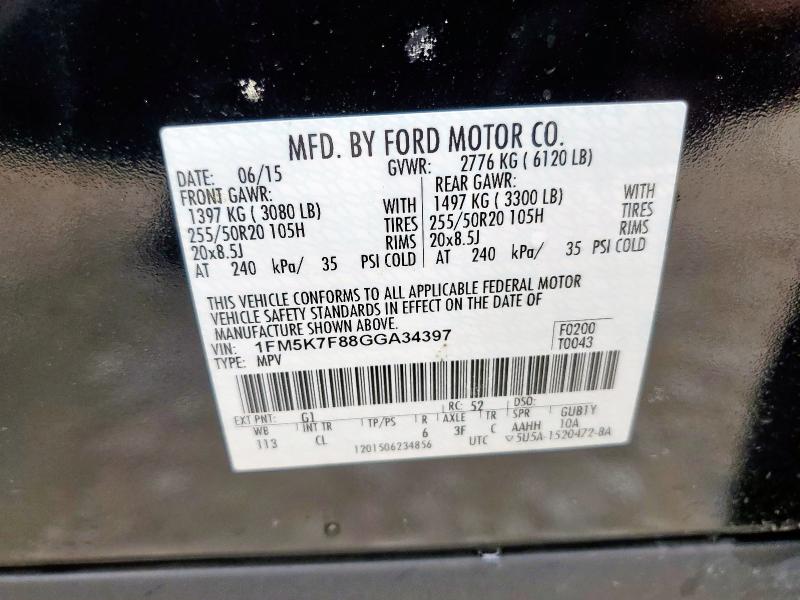 MFD. BY FORD MOTOR CO.
DATE: 06/15 GVWR: 2776 KG ( 6120 LB)
FRONT GAWR:
1397 KG ( 3080 LB) WITH
255/50R20 105H TIRES
20x8.5J RIMS
AT 240 kPa/ 35 PSI COLD
REAR GAWR:
1497 KG ( 3300 LB) WITH
255/50R20 105H TIRES
20x8.5J RIMS
AT 240 kPa/ 35 PSI COLD
THIS VEHICLE CONFORMS TO ALL APPLICABLE FEDERAL MOTOR
VEHICLE SAFETY STANDARDS IN EFFECT ON THE DATE OF
MANUFACTURE SHOWN ABOVE.
VIN: 1FM5K7F88GGA34397 F0200
TYPE: MPV T0043
EXT PNT: G1 RC: 52 DSO:
WB INT TR TP/PS R AXLE TR SPR GUB1Y
113 CL 6 3F C AAHH 10A
1201506234856 UTC 5U5A-1520472-BA